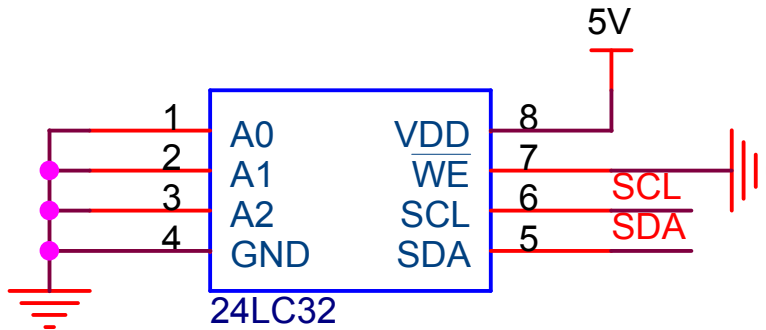 5V
1 A0 VDD 8
2 A1 WE 7
SCL
3 A2 SCL 6
SDA
4 GND SDA 5
24LC32